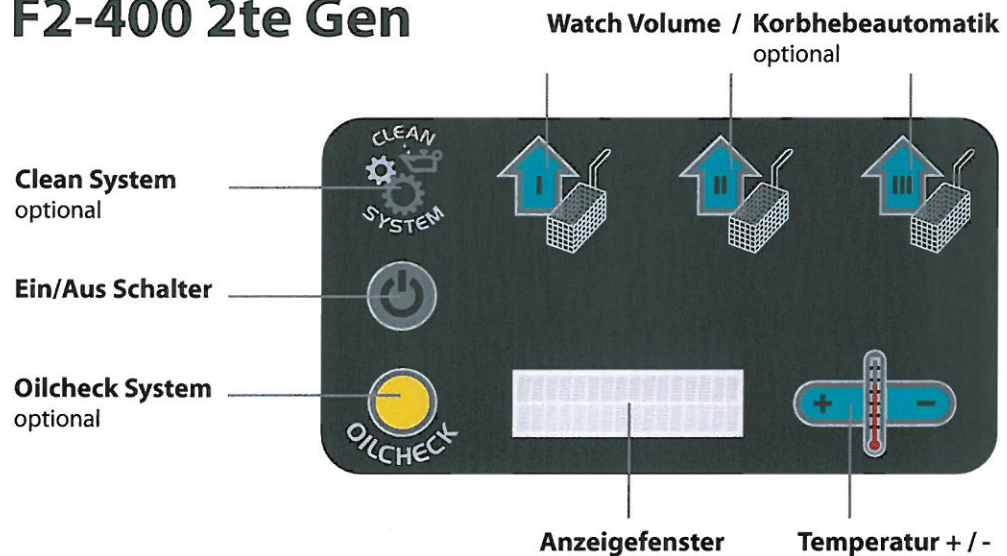 F2-400 2te Gen
Watch Volume / Korbhebeautomatik
optional
CLEAN
SYSTEM
I
II
III
Clean System
optional
Ein/Aus Schalter
Oilcheck System
optional
OILCHECK
+
-
Anzeigefenster
Temperatur + / -